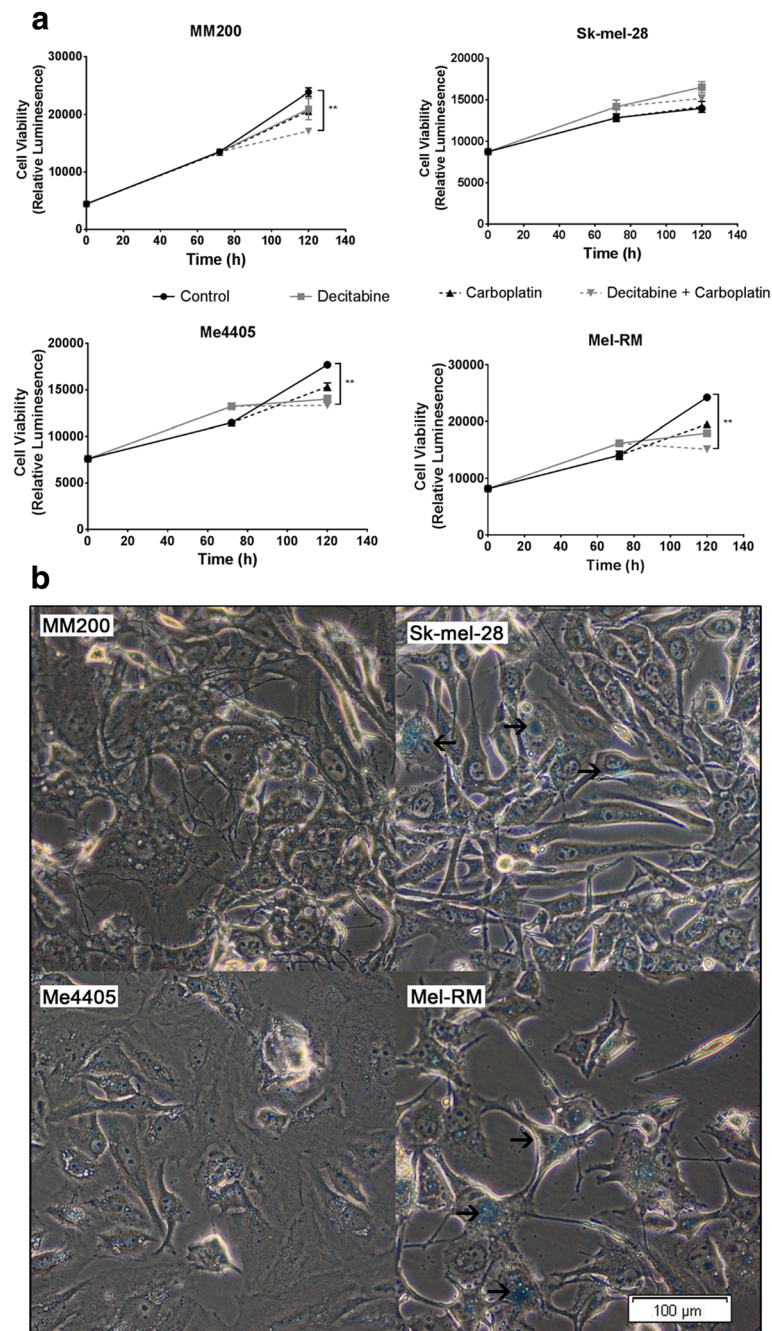 a
MM200
Cell Viability
(Relative Luminesence)
30000
20000
10000
0
**
0 20 40 60 80 100 120 140
Time (h)
Sk-mel-28
Cell Viability
(Relative Luminesence)
20000
15000
10000
5000
0
0 20 40 60 80 100 120 140
Time (h)
Control
Decitabine
Carboplatin
Decitabine + Carboplatin
Me4405
Cell Viability
(Relative Luminesence)
20000
15000
10000
5000
0
**
0 20 40 60 80 100 120 140
Time (h)
Mel-RM
Cell Viability
(Relative Luminesence)
30000
20000
10000
0
**
0 20 40 60 80 100 120 140
Time (h)
b
MM200
Sk-mel-28
Me4405
Mel-RM
100 µm